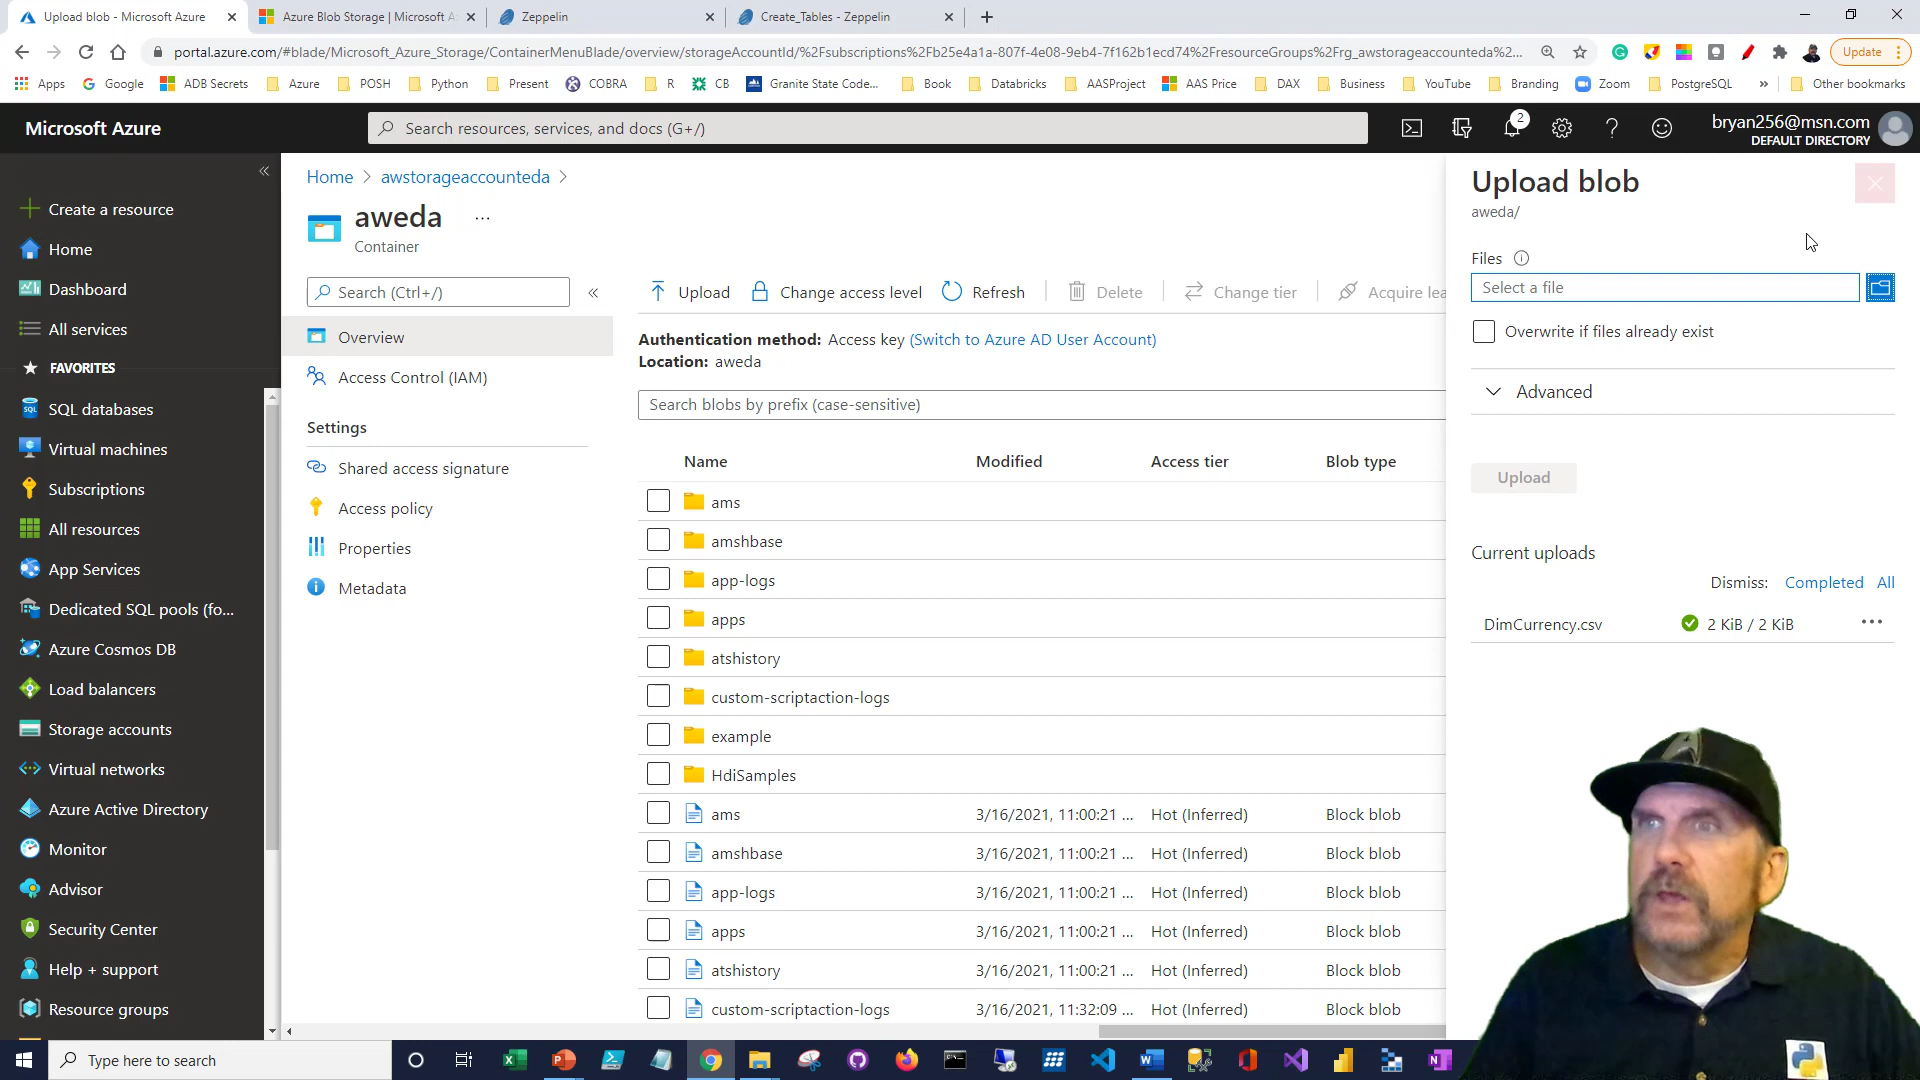 Upload blob - Microsoft Azure
Azure Blob Storage | Microsoft A
Zeppelin
Create_Tables - Zeppelin
portal.azure.com/#blade/Microsoft_Azure_Storage/ContainerMenuBlade/overview/storageAccountId/%2Fsubscriptions%2Fb25e4a1a-807f-4e08-9eb4-7f162b1ecd74%2FresourceGroups%2Frg_awstorageaccounteda%2...
Update
Apps
Google
ADB Secrets
Azure
POSH
Python
Present
COBRA
R
CB
Granite State Code...
Book
Databricks
AASProject
AAS Price
DAX
Business
YouTube
Branding
Zoom
PostgreSQL
»
Other bookmarks
Microsoft Azure
Search resources, services, and docs (G+/)
2
bryan256@msn.com
DEFAULT DIRECTORY
Create a resource
Home
Dashboard
All services
FAVORITES
SQL databases
Virtual machines
Subscriptions
All resources
App Services
Dedicated SQL pools (fo...
Azure Cosmos DB
Load balancers
Storage accounts
Virtual networks
Azure Active Directory
Monitor
Advisor
Security Center
Help + support
Resource groups
Home > awstorageaccounteda >
aweda ...
Container
Search (Ctrl+/)
Overview
Access Control (IAM)
Settings
Shared access signature
Access policy
Properties
Metadata
Upload
Change access level
Refresh
Delete
Change tier
Acquire lea
Authentication method: Access key (Switch to Azure AD User Account)
Location: aweda
Search blobs by prefix (case-sensitive)
Name Modified Access tier Blob type
ams
amshbase
app-logs
apps
atshistory
custom-scriptaction-logs
example
HdiSamples
ams 3/16/2021, 11:00:21 ... Hot (Inferred) Block blob
amshbase 3/16/2021, 11:00:21 ... Hot (Inferred) Block blob
app-logs 3/16/2021, 11:00:21 ... Hot (Inferred) Block blob
apps 3/16/2021, 11:00:21 ... Hot (Inferred) Block blob
atshistory 3/16/2021, 11:00:21 ... Hot (Inferred) Block blob
custom-scriptaction-logs 3/16/2021, 11:32:09 ... Hot (Inferred) Block blob
Upload blob
aweda/
Files
Select a file
Overwrite if files already exist
Advanced
Upload
Current uploads
Dismiss: Completed All
DimCurrency.csv 2 KiB / 2 KiB ...
Type here to search